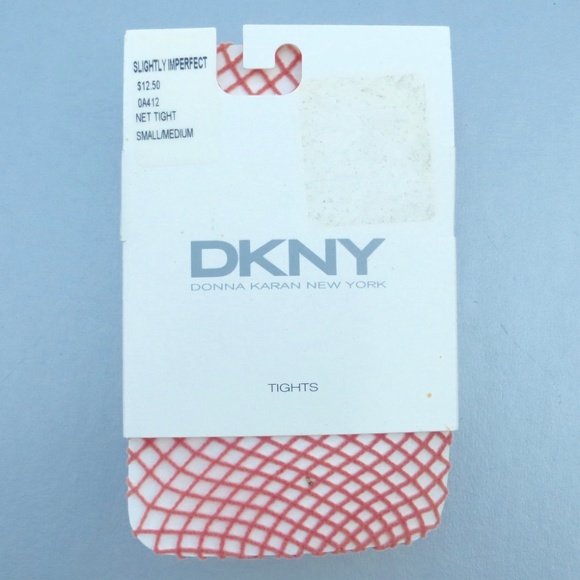 SLIGHTLY IMPERFECT
$12.50
0A412
NET TIGHT
SMALL/MEDIUM
DKNY
DONNA KARAN NEW YORK
TIGHTS